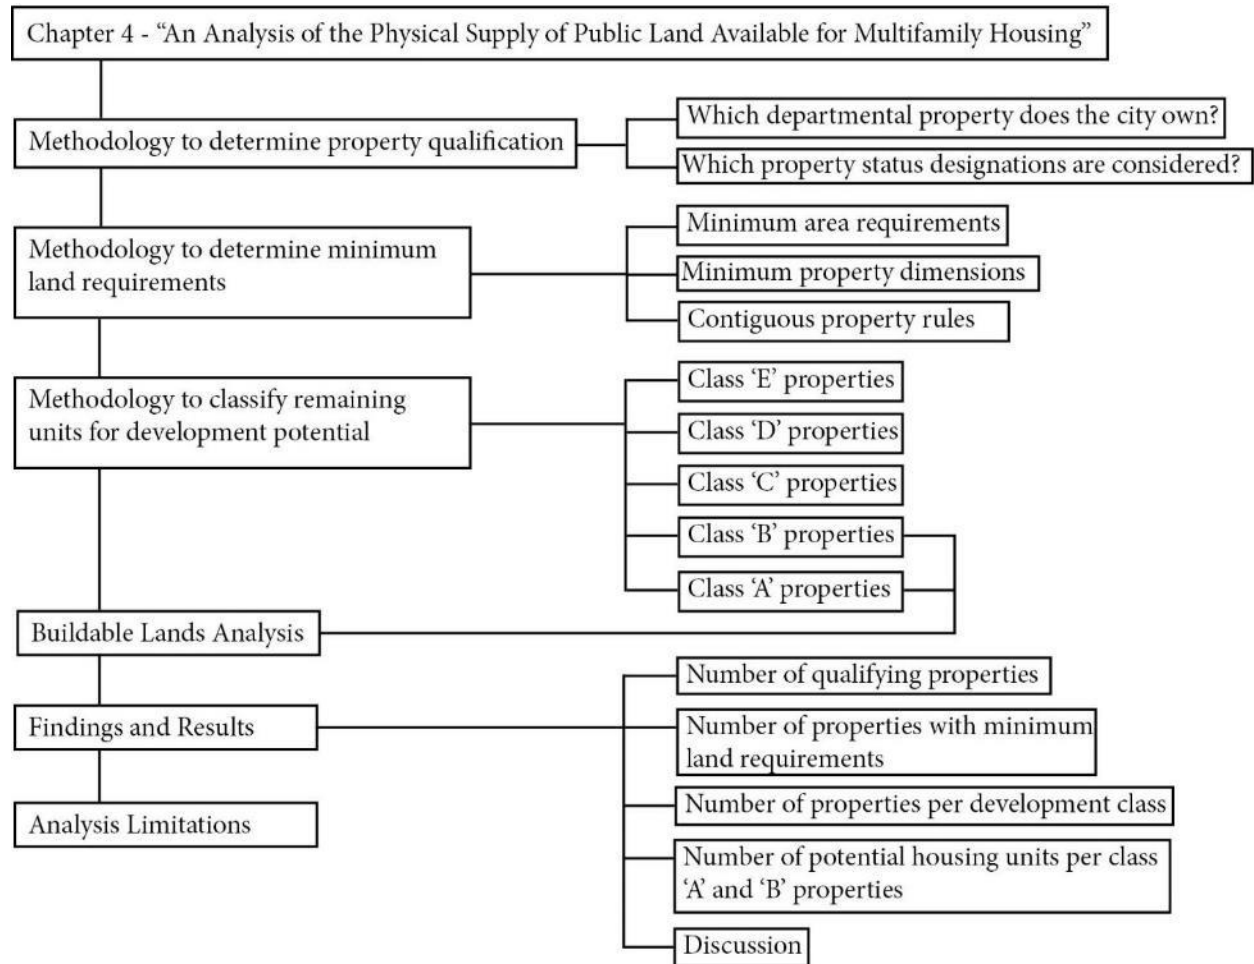 Chapter 4 - “An Analysis of the Physical Supply of Public Land Available for Multifamily Housing”
Methodology to determine property qualification
Which departmental property does the city own?
Which property status designations are considered?
Methodology to determine minimum
land requirements
Minimum area requirements
Minimum property dimensions
Contiguous property rules
Methodology to classify remaining
units for development potential
Class ‘E’ properties
Class ‘D’ properties
Class ‘C’ properties
Class ‘B’ properties
Class ‘A’ properties
Buildable Lands Analysis
Findings and Results
Number of qualifying properties
Number of properties with minimum
land requirements
Number of properties per development class
Number of potential housing units per class
‘A’ and ‘B’ properties
Discussion
Analysis Limitations